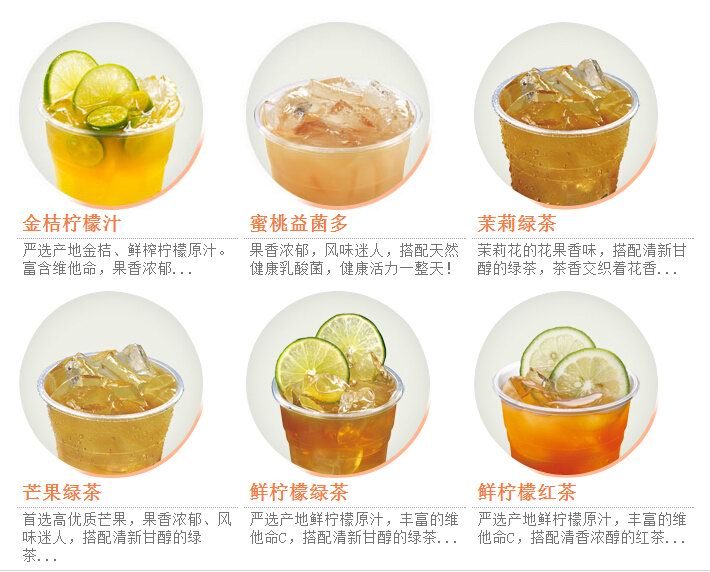 金桔柠檬汁
严选产地金桔、鲜榨柠檬原汁。
富含维他命，果香浓郁...
蜜桃益菌多
果香浓郁，风味迷人，搭配天然
健康乳酸菌，健康活力一整天！
茉莉绿茶
茉莉花的花果香味，搭配清新甘
醇的绿茶，茶香交织着花香...
芒果绿茶
首选高优质芒果，果香浓郁、风
味迷人，搭配清新甘醇的绿
茶...
鲜柠檬绿茶
严选产地鲜柠檬原汁，丰富的维
他命C，搭配清新甘醇的绿茶...
鲜柠檬红茶
严选产地鲜柠檬原汁，丰富的维
他命C，搭配清香浓醇的红茶...